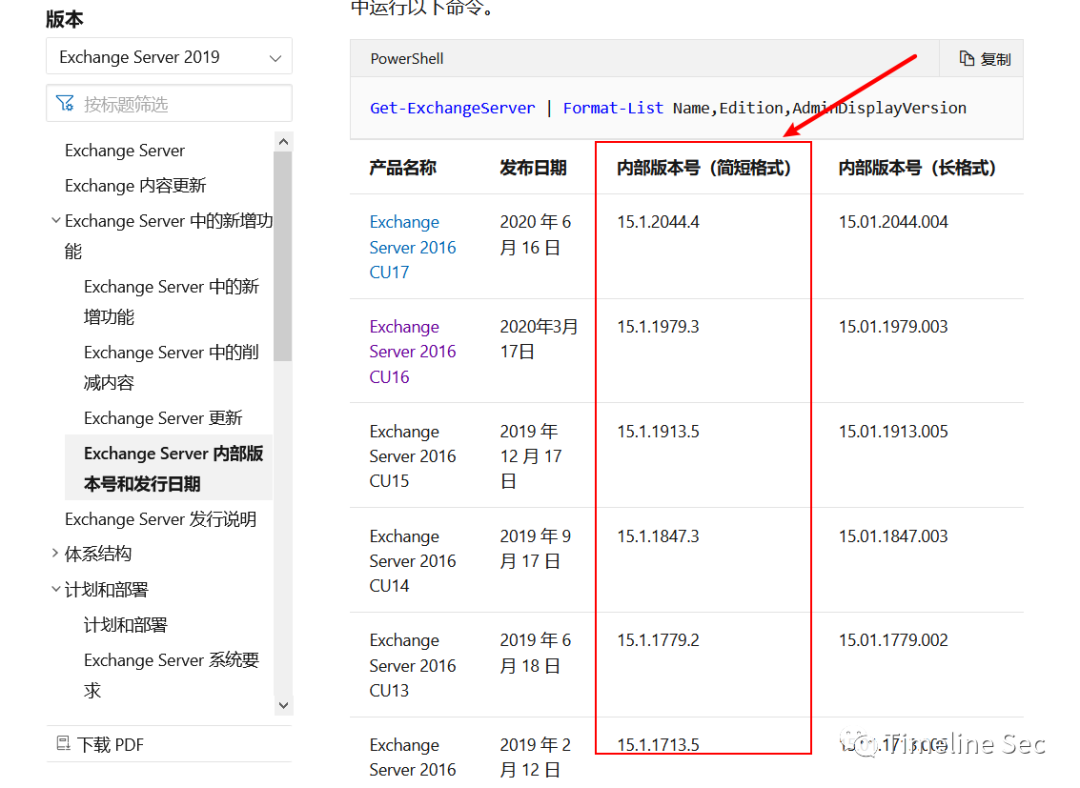 版本
Exchange Server 2019
按标题筛选
Exchange Server
Exchange 内容更新
Exchange Server 中的新增功
能
Exchange Server 中的新
增功能
Exchange Server 中的削
减内容
Exchange Server 更新
Exchange Server 内部版
本号和发行日期
Exchange Server 发行说明
体系结构
计划和部署
计划和部署
Exchange Server 系统要
求
下载 PDF
中运行以下命令。
PowerShell
复制
Get-ExchangeServer | Format-List Name,Edition,AdminDisplayVersion
产品名称 发布日期 内部版本号（简短格式） 内部版本号（长格式）
Exchange 2020 年 6 15.1.2044.4 15.01.2044.004
Server 2016 月 16 日
CU17
Exchange 2020年3月 15.1.1979.3 15.01.1979.003
Server 2016 17日
CU16
Exchange 2019 年 15.1.1913.5 15.01.1913.005
Server 2016 12 月 17
CU15 日
Exchange 2019 年 9 15.1.1847.3 15.01.1847.003
Server 2016 月 17 日
CU14
Exchange 2019 年 6 15.1.1779.2 15.01.1779.002
Server 2016 月 18 日
CU13
Exchange 2019 年 2 15.1.1713.5
Server 2016 月 12 日
Timeline Sec